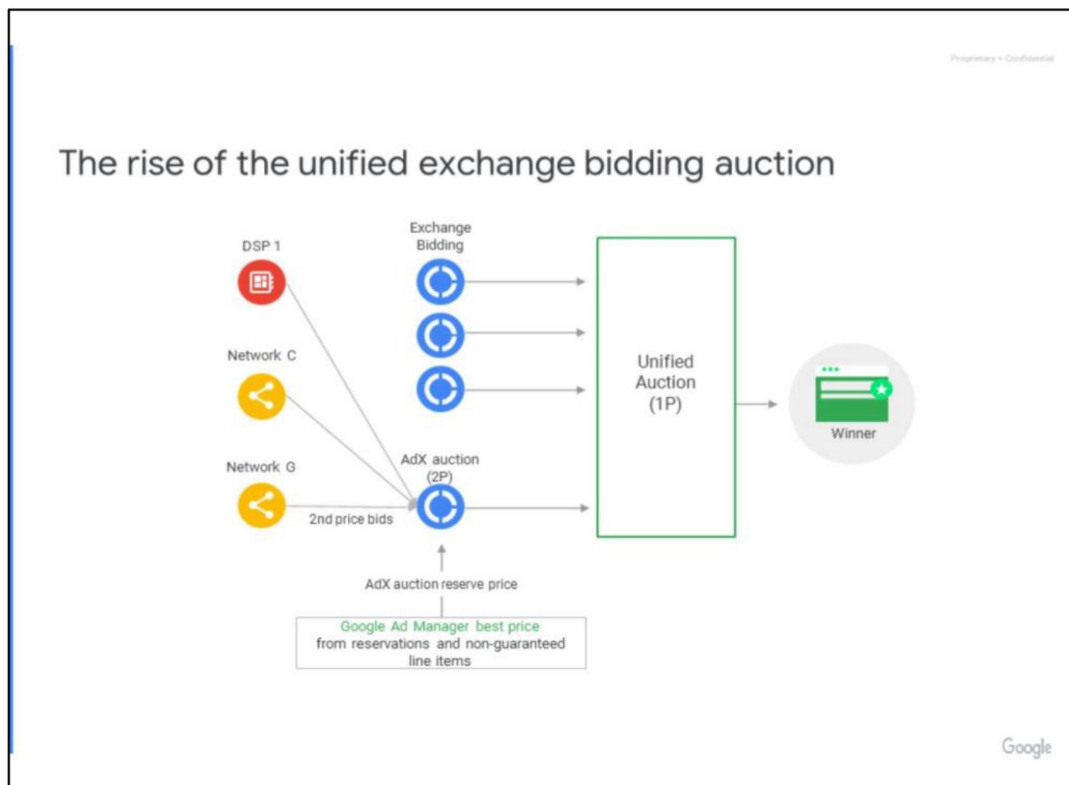 Proprietary + Confidential
The rise of the unified exchange bidding auction
Exchange
Bidding
DSP 1
Network C
Unified
Auction
(1P)
Winner
AdX auction
(2P)
Network G
2nd price bids
AdX auction reserve price
Google Ad Manager best price
from reservations and non-guaranteed
line items
Google